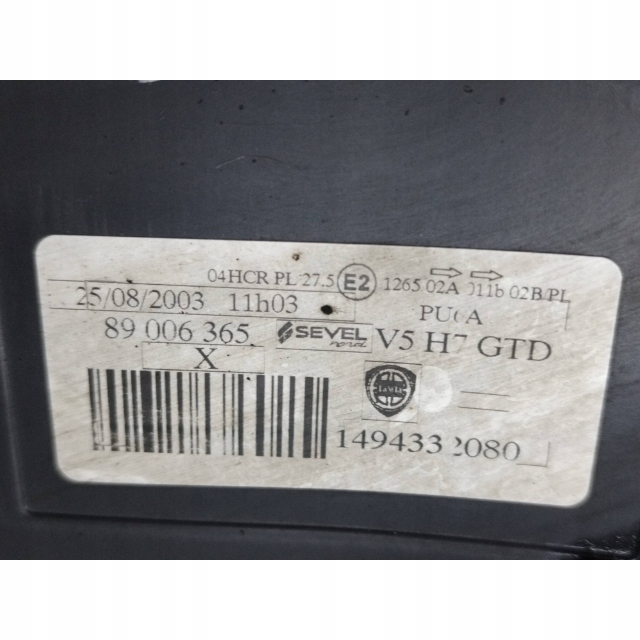 04HCR PL 27.5 E2 1265 02A 011b 02B/PL
25/08/2003 11h03
89 006 365 SEVEL nord V5 H7 GTD
X
1494332080